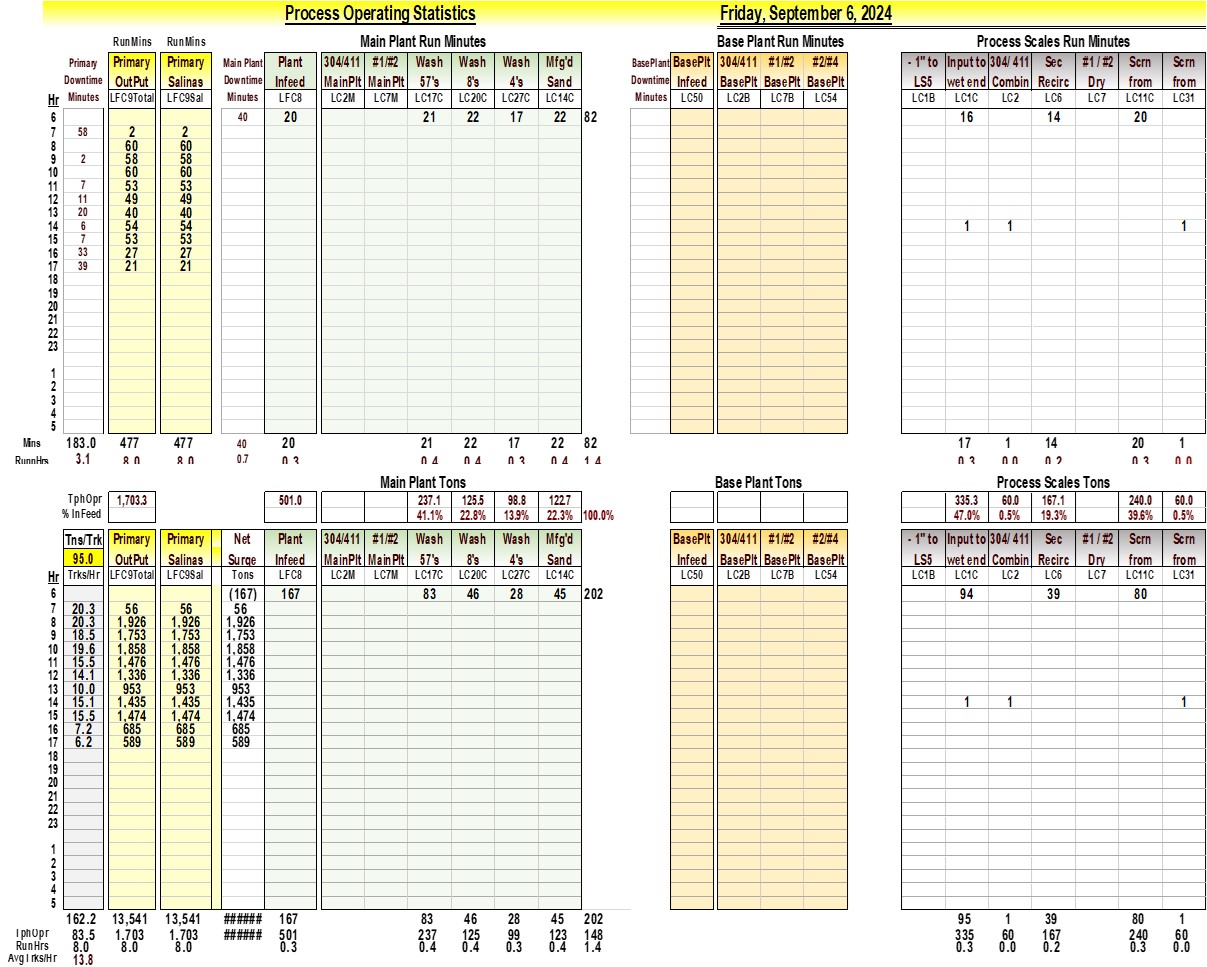 Process Operating Statistics Friday, September 6, 2024
RunMins RunMins Main Plant Run Minutes Base Plant Run Minutes Process Scales Run Minutes
Primary Primary Primary Main Plant Plant 304/411 #1/#2 Wash Wash Wash Mfg'd BasePlant BasePlt 304/411 #1/#2 #2/#4 - 1" to Input to 304/ 411 Sec #1 / #2 Scrn Scrn
Downtime OutPut Salinas Downtime Infeed MainPlt MainPlt 57's 8's 4's Sand Downtime Infeed BasePlt BasePlt BasePlt LS5 wet end Combin Recirc Dry from from
Hr Minutes LFC9Total LFC9Sal Minutes LFC8 LC2M LC7M LC17C LC20C LC27C LC14C Minutes LC50 LC2B LC7B LC54 LC1B LC1C LC2 LC6 LC7 LC11C LC31
6 40 20 21 22 17 22 82 16 14 20
7 58 2 2
8 60 60
9 2 58 58
10 60 60
11 7 53 53
12 11 49 49
13 20 40 40
14 6 54 54 1 1 1
15 7 53 53
16 33 27 27
17 39 21 21
18
19
20
21
22
23
1
2
3
4
5
Mins 183.0 477 477 40 20 21 22 17 22 82 17 1 14 20 1
RunnHrs 3.1 8.0 8.0 0.7 0.3 0.4 0.4 0.3 0.4 1.4 0.3 0.0 0.2 0.3 0.0
Main Plant Tons Base Plant Tons Process Scales Tons
TphOpr 1,703.3 501.0 237.1 125.5 98.8 122.7 335.3 60.0 167.1 240.0 60.0
% InFeed 41.1% 22.8% 13.9% 22.3% 100.0% 47.0% 0.5% 19.3% 39.6% 0.5%
Tns/Trk Primary Primary Net Plant 304/411 #1/#2 Wash Wash Wash Mfg'd BasePlt 304/411 #1/#2 #2/#4 - 1" to Input to 304/ 411 Sec #1 / #2 Scrn Scrn
95.0 OutPut Salinas Surge Infeed MainPlt MainPlt 57's 8's 4's Sand Infeed BasePlt BasePlt BasePlt LS5 wet end Combin Recirc Dry from from
Hr Trks/Hr LFC9Total LFC9Sal Tons LFC8 LC2M LC7M LC17C LC20C LC27C LC14C LC50 LC2B LC7B LC54 LC1B LC1C LC2 LC6 LC7 LC11C LC31
6 (167) 167 83 46 28 45 202 94 39 80
7 20.3 56 56 56
8 20.3 1,926 1,926 1,926
9 18.5 1,753 1,753 1,753
10 19.6 1,858 1,858 1,858
11 15.5 1,476 1,476 1,476
12 14.1 1,336 1,336 1,336
13 10.0 953 953 953
14 15.1 1,435 1,435 1,435 1 1 1
15 15.5 1,474 1,474 1,474
16 7.2 685 685 685
17 6.2 589 589 589
18
19
20
21
22
23
1
2
3
4
5
162.2 13,541 13,541 ###### 167 83 46 28 45 202 95 1 39 80 1
TphOpr 83.5 1,703 1,703 ###### 501 237 125 99 123 148 335 60 167 240 60
RunHrs 8.0 8.0 8.0 0.3 0.4 0.4 0.3 0.4 1.4 0.3 0.0 0.2 0.3 0.0
AvgTrks/Hr 13.8